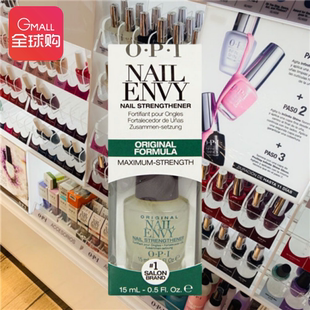 GMALL
全球购
O·P·I
NAIL
ENVY
NAIL STRENGTHENER
Fortifiant pour Ongles
Fortalecedor de Uñas
Zusammen-setzung
ORIGINAL
FORMULA
MAXIMUM-STRENGTH
ORIGINAL
NAIL
ENVY
NAIL STRENGTHENER
O·P·I
#1
SALON
BRAND
15 mL - 0.5 Fl. Oz. e
PASO
2
PASO
3